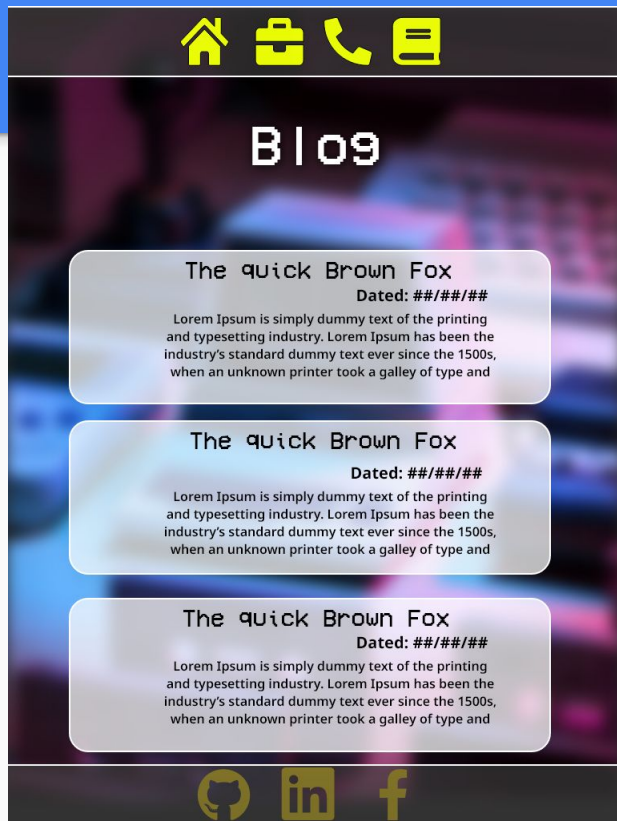 Blog
The quick Brown Fox
Dated: ##/##/##
Lorem Ipsum is simply dummy text of the printing
and typesetting industry. Lorem Ipsum has been the
industry's standard dummy text ever since the 1500s,
when an unknown printer took a galley of type and
The quick Brown Fox
Dated: ##/##/##
Lorem Ipsum is simply dummy text of the printing
and typesetting industry. Lorem Ipsum has been the
industry's standard dummy text ever since the 1500s,
when an unknown printer took a galley of type and
The quick Brown Fox
Dated: ##/##/##
Lorem Ipsum is simply dummy text of the printing
and typesetting industry. Lorem Ipsum has been the
industry's standard dummy text ever since the 1500s,
when an unknown printer took a galley of type and
in f